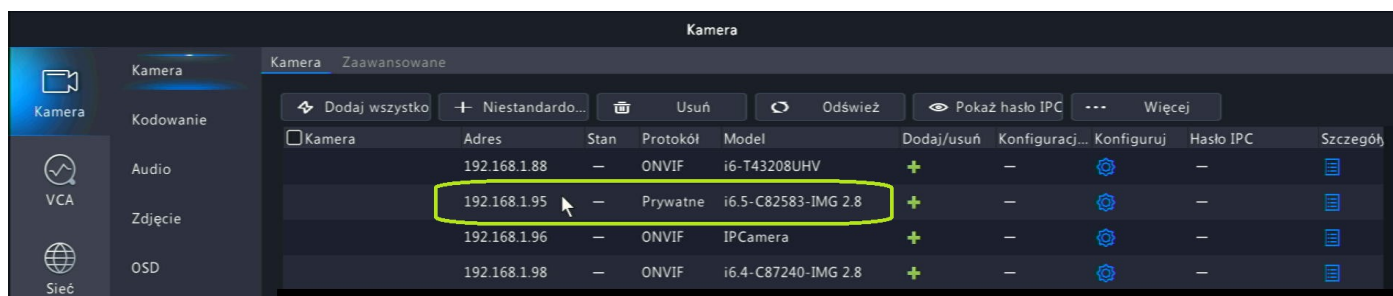 Kamera
Kamera Zaawansowane
Kamera
Kamera
Kodowanie
Audio
VCA
Zdjęcie
OSD
Sieć
Dodaj wszystko Niestandardo... Usuń Odśwież Pokaż hasło IPC Więcej
Kamera Adres Stan Protokół Model Dodaj/usuń Konfiguracj... Konfiguruj Hasło IPC Szczegóły
192.168.1.88 — ONVIF i6-T43208UHV — —
192.168.1.95 — Prywatne i6.5-C82583-IMG 2.8 — —
192.168.1.96 — ONVIF IPCamera — —
192.168.1.98 — ONVIF i6.4-C87240-IMG 2.8 — —